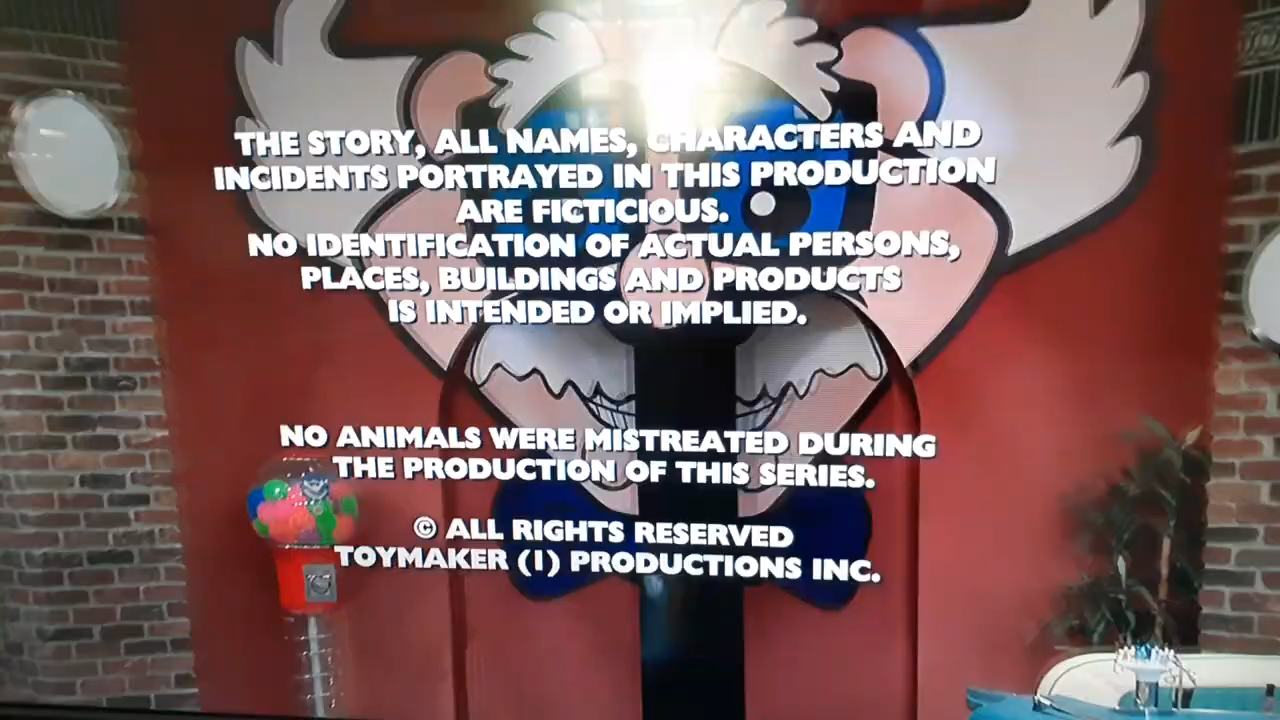 THE STORY, ALL NAMES, CHARACTERS AND
INCIDENTS PORTRAYED IN THIS PRODUCTION
ARE FICTICIOUS.
NO IDENTIFICATION OF ACTUAL PERSONS,
PLACES, BUILDINGS AND PRODUCTS
IS INTENDED OR IMPLIED.
NO ANIMALS WERE MISTREATED DURING
THE PRODUCTION OF THIS SERIES.
© ALL RIGHTS RESERVED
TOYMAKER (I) PRODUCTIONS INC.